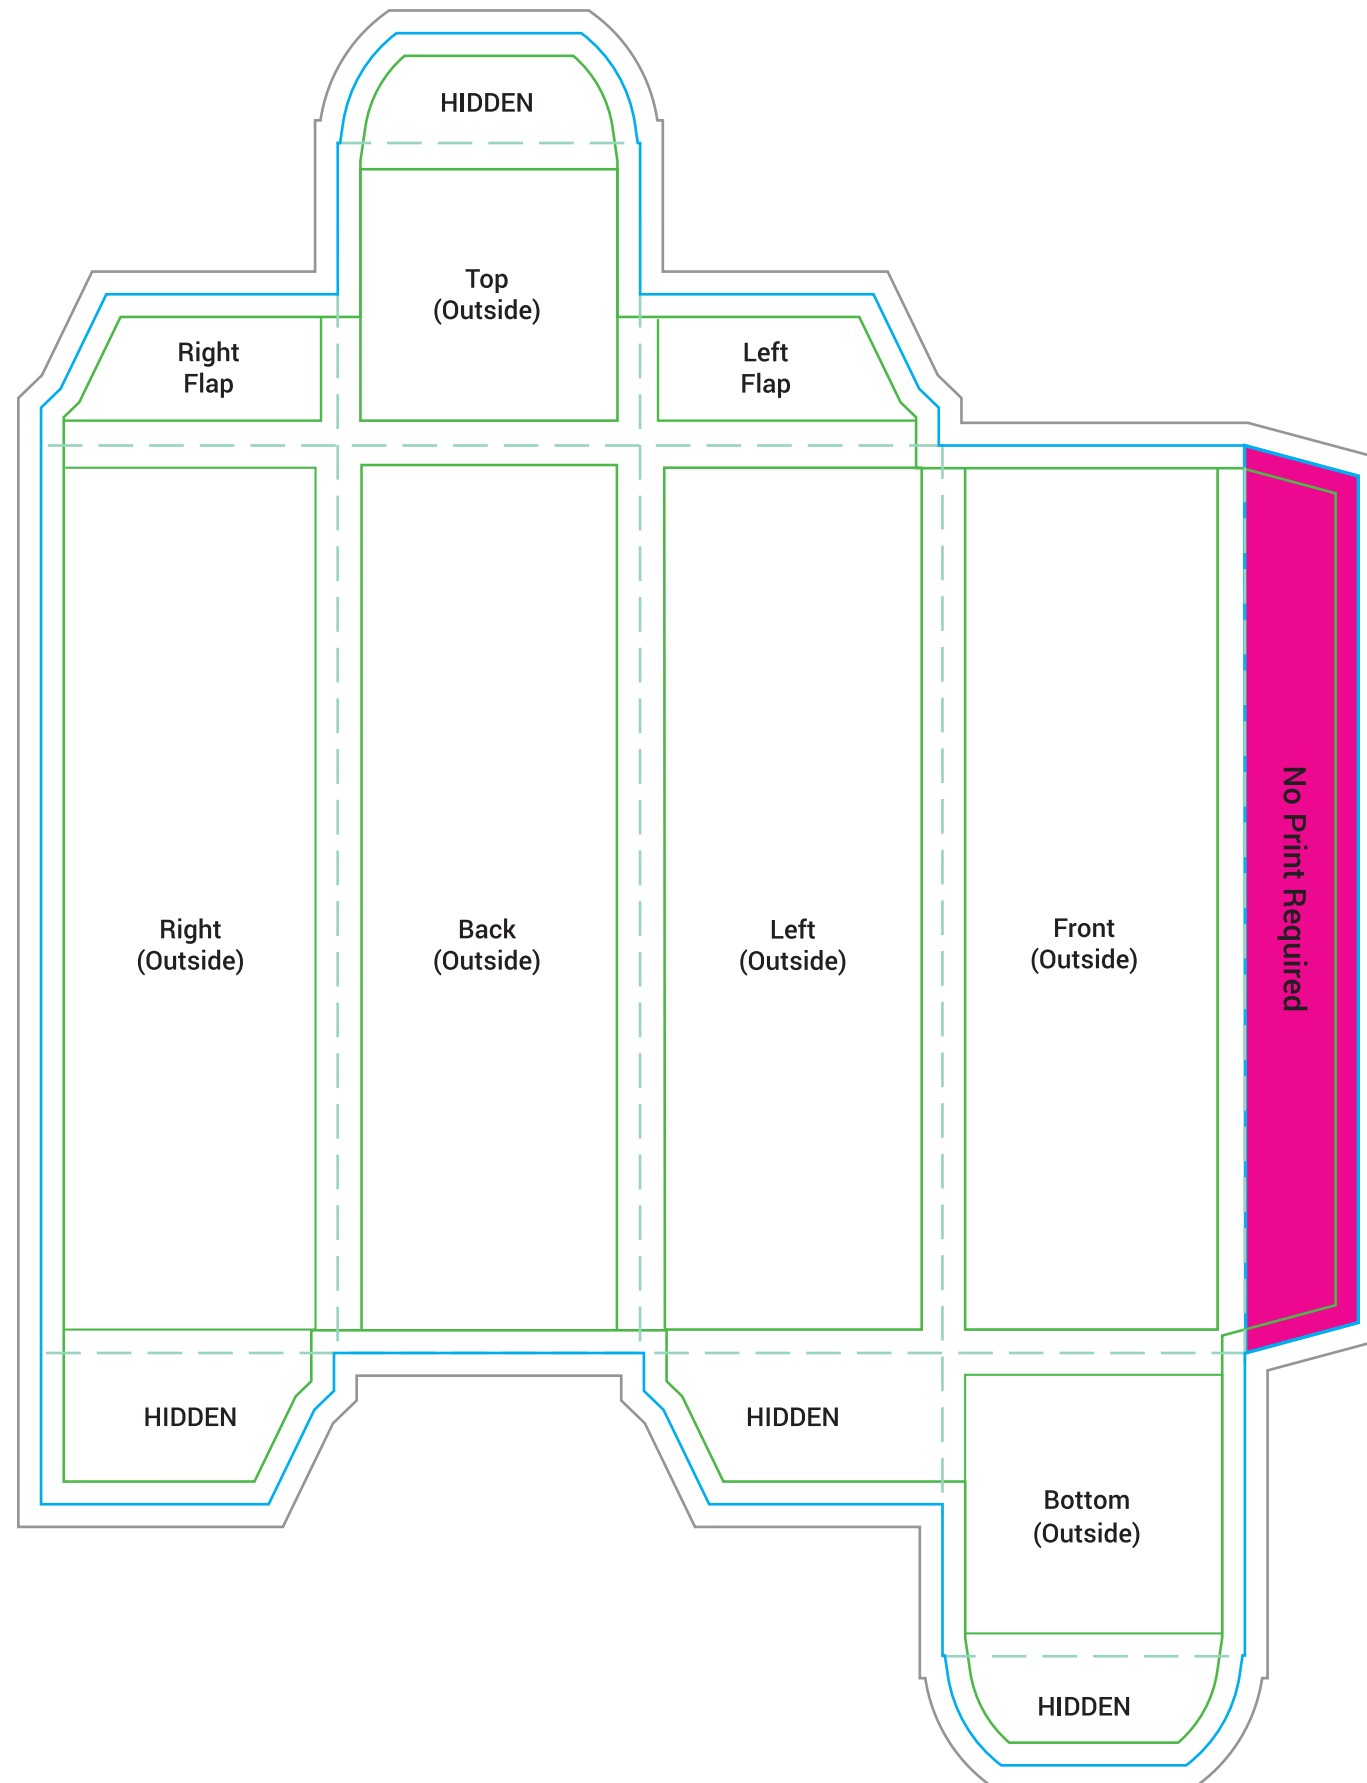 HIDDEN
Top
(Outside)
Right
Flap
Left
Flap
Right
(Outside)
Back
(Outside)
Left
(Outside)
Front
(Outside)
No Print Required
HIDDEN
HIDDEN
Bottom
(Outside)
HIDDEN